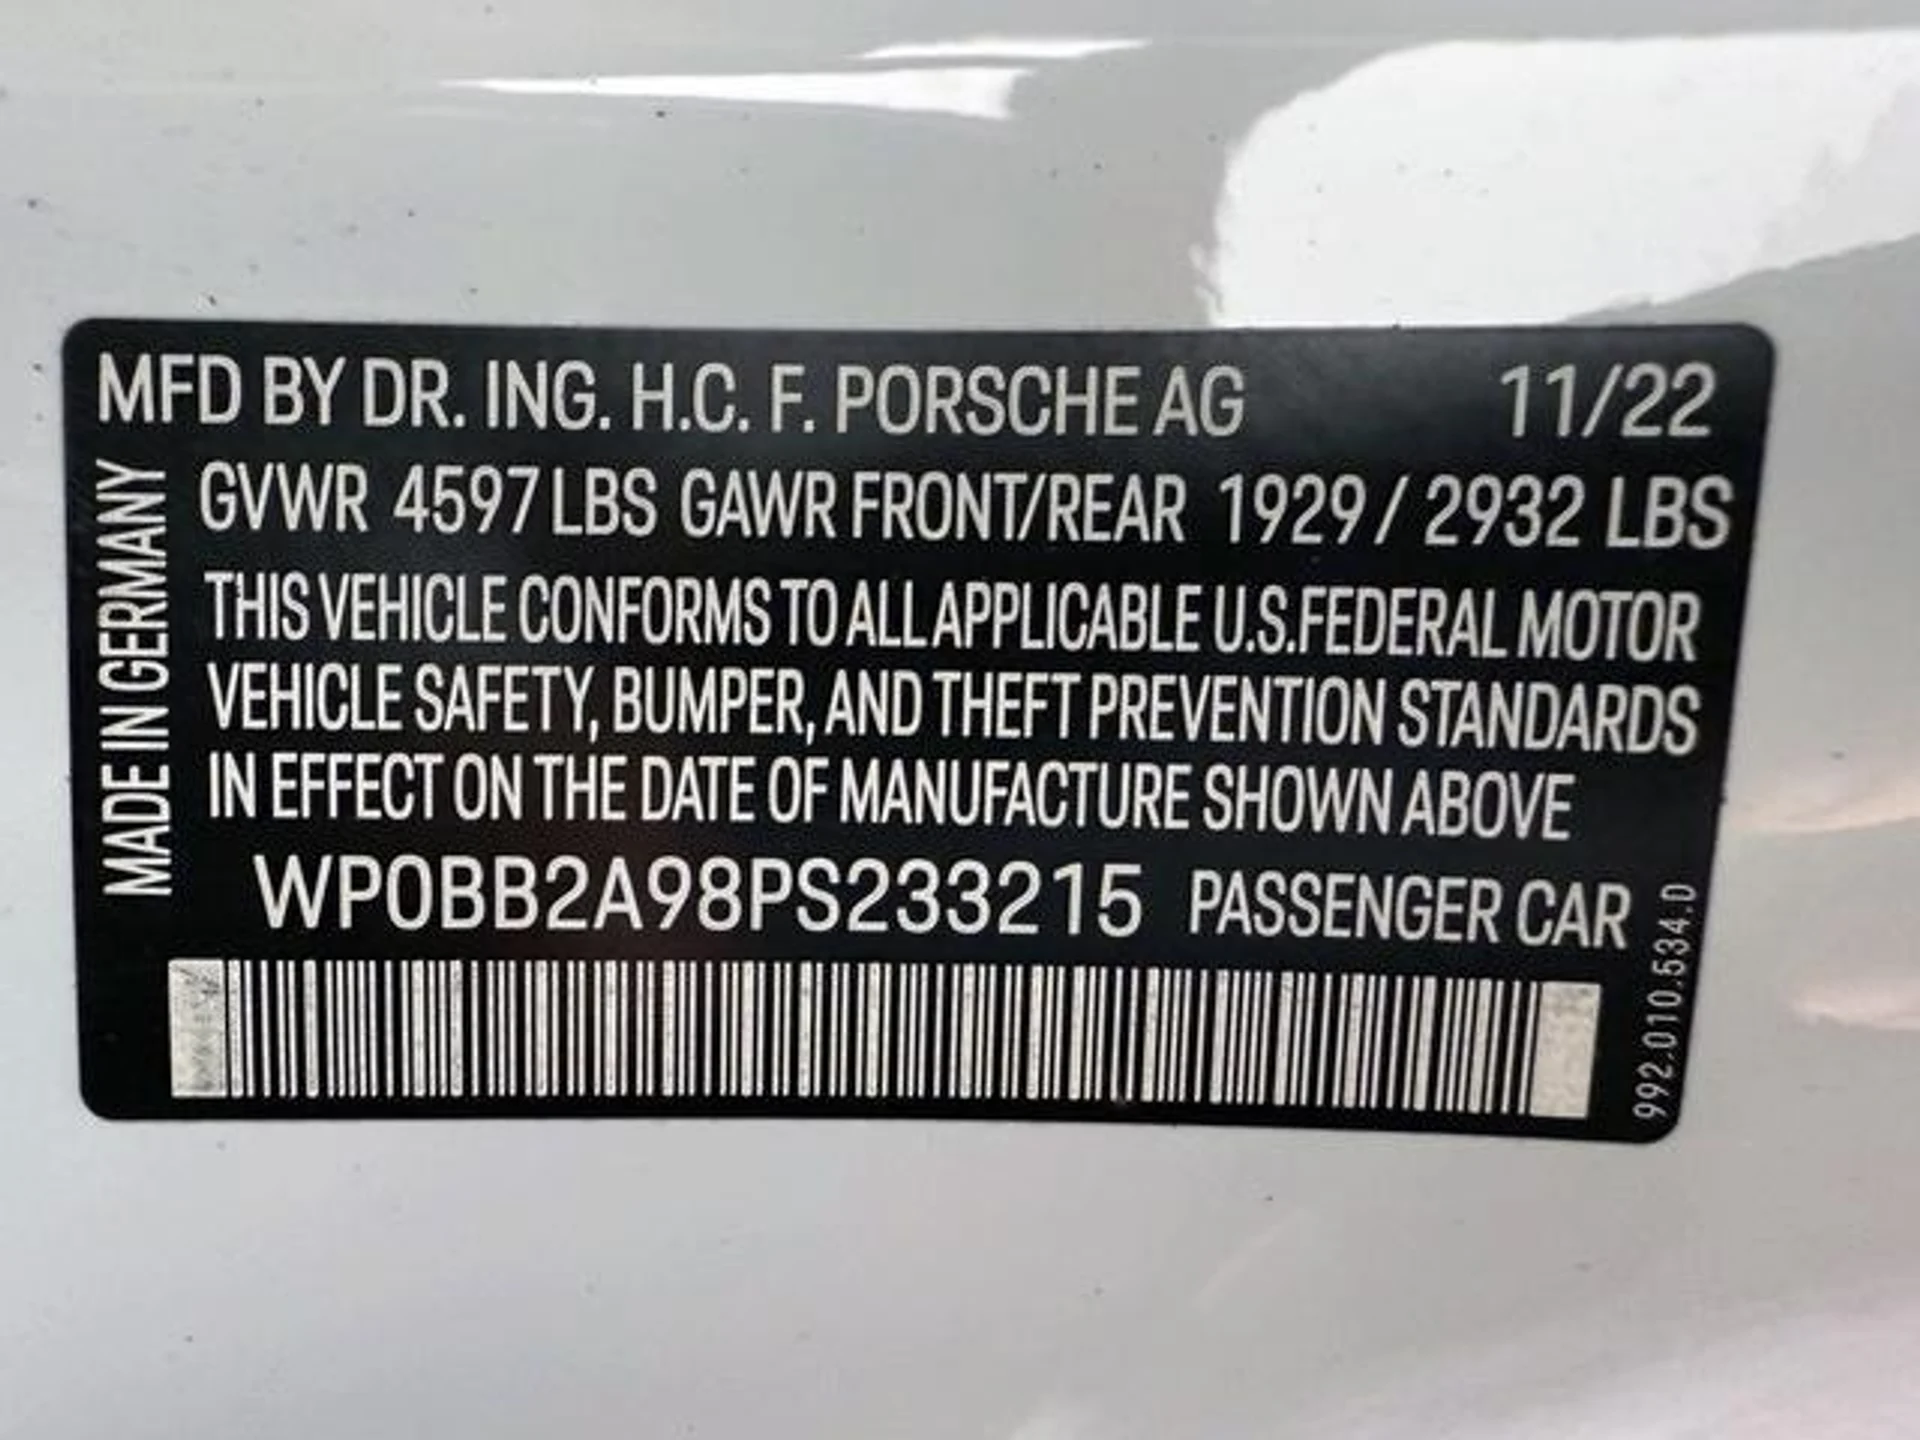 MFD BY DR. ING. H.C. F. PORSCHE AG 11/22
GVWR 4597 LBS GAWR FRONT/REAR 1929 / 2932 LBS
THIS VEHICLE CONFORMS TO ALL APPLICABLE U.S.FEDERAL MOTOR
VEHICLE SAFETY, BUMPER, AND THEFT PREVENTION STANDARDS
IN EFFECT ON THE DATE OF MANUFACTURE SHOWN ABOVE
WP0BB2A98PS233215 PASSENGER CAR
MADE IN GERMANY
992.010.534.0